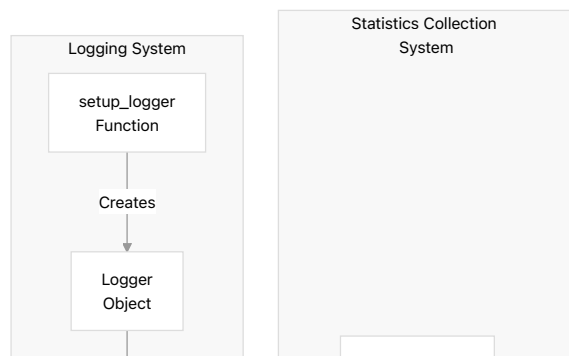 Statistics Collection
System
Logging System
setup_logger
Function
Creates
Logger
Object